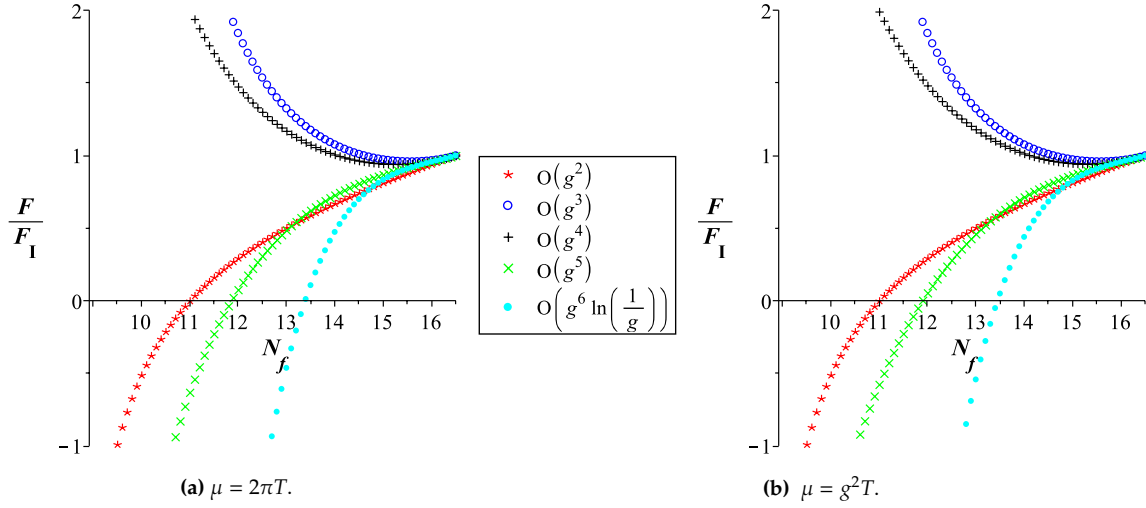 2
1
F
F_I
0
10 11 12 13 14 15 16
N_f
−1
(a) μ = 2πT.
O(g^2)
O(g^3)
O(g^4)
O(g^5)
O(g^6 ln(1/g))
2
1
F
F_I
0
10 11 12 13 14 15 16
N_f
−1
(b) μ = g^2T.